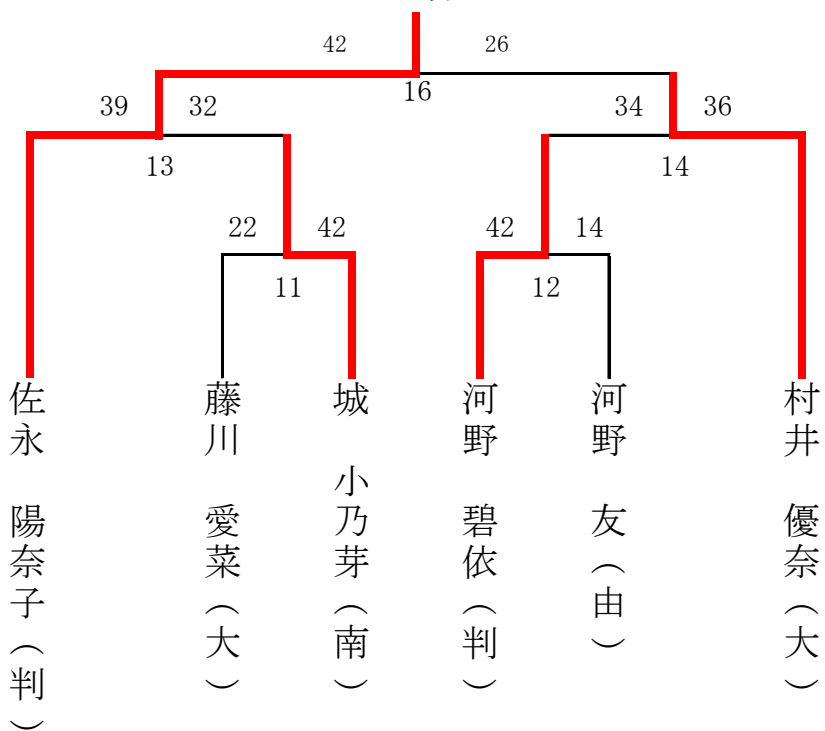 42 26
16
39 32 34 36
13 14
22 42 42 14
11 12
佐永 陽奈子(判)
藤川 愛菜(大)
城 小乃芽(南)
河野 碧依(判)
河野 友(由)
村井 優奈(大)